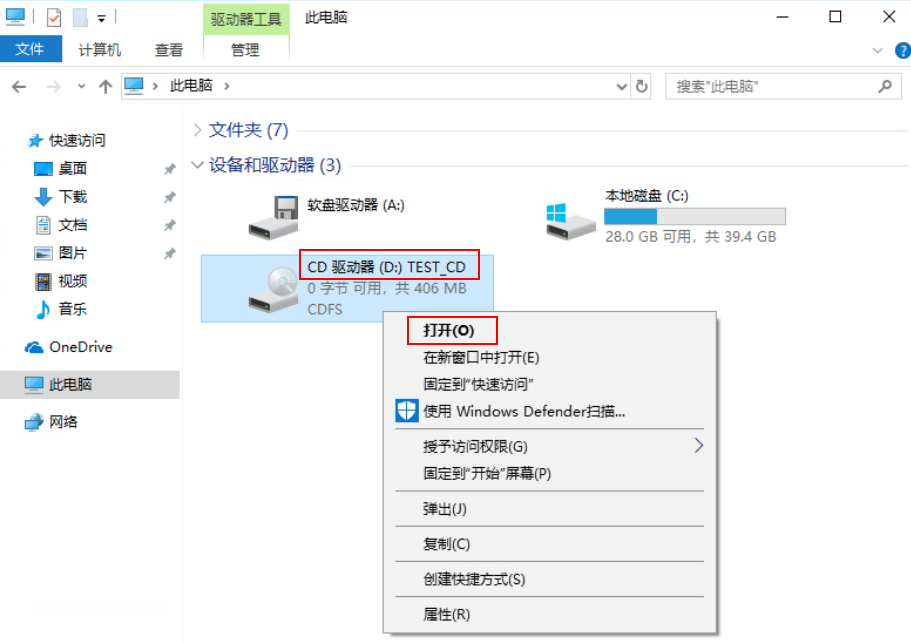 驱动器工具
此电脑
文件
计算机
查看
管理
此电脑
搜索"此电脑"
快速访问
桌面
下载
文档
图片
视频
音乐
OneDrive
此电脑
网络
文件夹 (7)
设备和驱动器 (3)
软盘驱动器 (A:)
本地磁盘 (C:)
28.0 GB 可用，共 39.4 GB
CD 驱动器 (D:) TEST_CD
0 字节 可用，共 406 MB
CDFS
打开(O)
在新窗口中打开(E)
固定到"快速访问"
使用 Windows Defender扫描...
授予访问权限(G)
固定到"开始"屏幕(P)
弹出(J)
复制(C)
创建快捷方式(S)
属性(R)